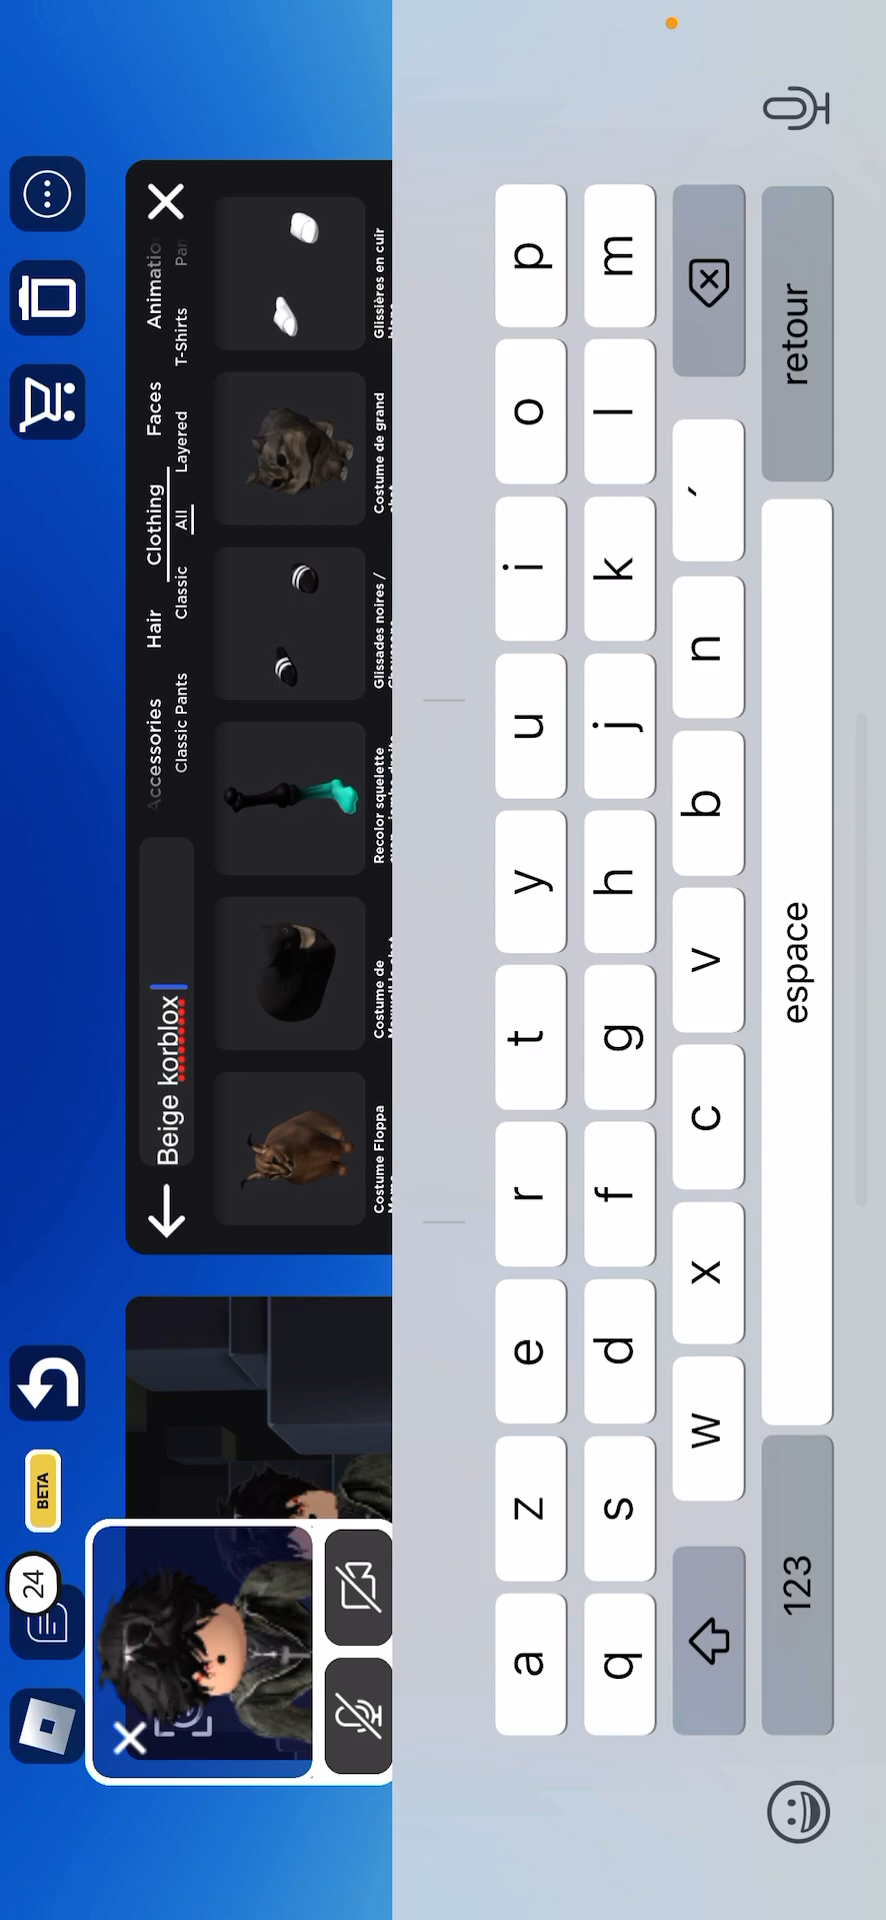 24
BETA
Beige korblox
Accessories
Hair
Clothing
Faces
Animatio
Classic Pants
Classic
All
Layered
T-Shirts
Pan
Costume Floppa
Costume de
Recolor squelette
Glissades noires /
Costume de grand
Glissières en cuir
a z e r t y u i o p
q s d f g h j k l m
w x c v b n ´
123 espace retour